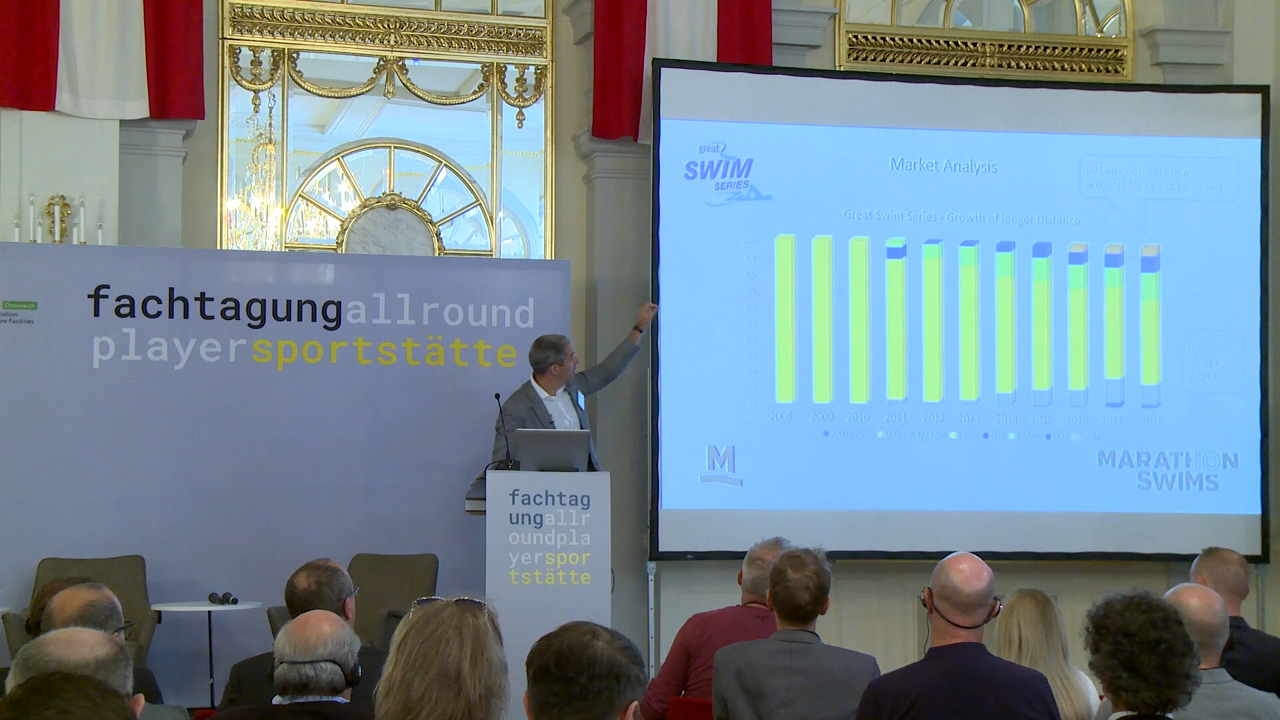 Österreich
fachtagungallround
playersportstätte
fachtag
ungallr
oundpla
yerspor
tstätte
great
SWIM
SERIES
Market Analysis
Great Swim Series - Growth of longer Distance
2008 2009 2010 2011 2012 2013 2014 2015 2016 2017 2018
M
MARATHON
SWIMS